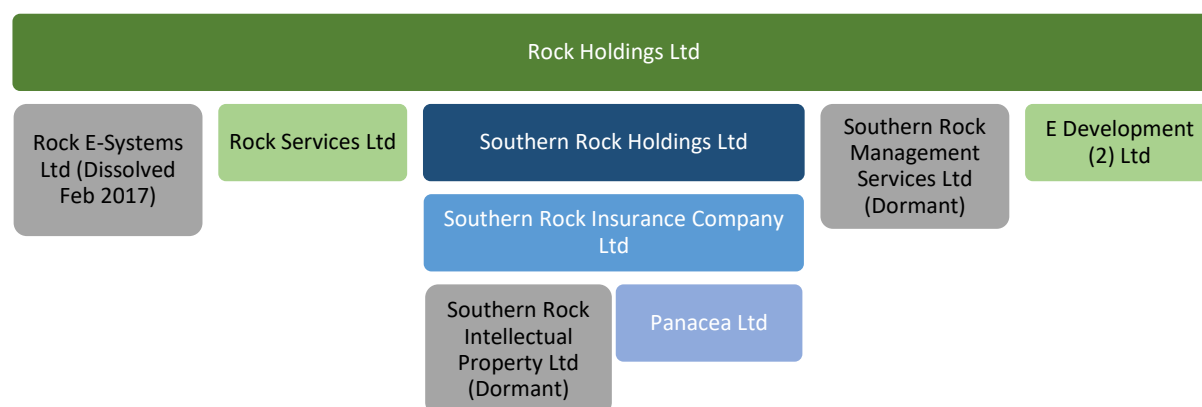 Rock Holdings Ltd
Rock E-Systems
Ltd (Dissolved
Feb 2017)
Rock Services Ltd
Southern Rock Holdings Ltd
Southern Rock
Management
Services Ltd
(Dormant)
E Development
(2) Ltd
Southern Rock Insurance Company
Ltd
Southern Rock
Intellectual
Property Ltd
(Dormant)
Panacea Ltd